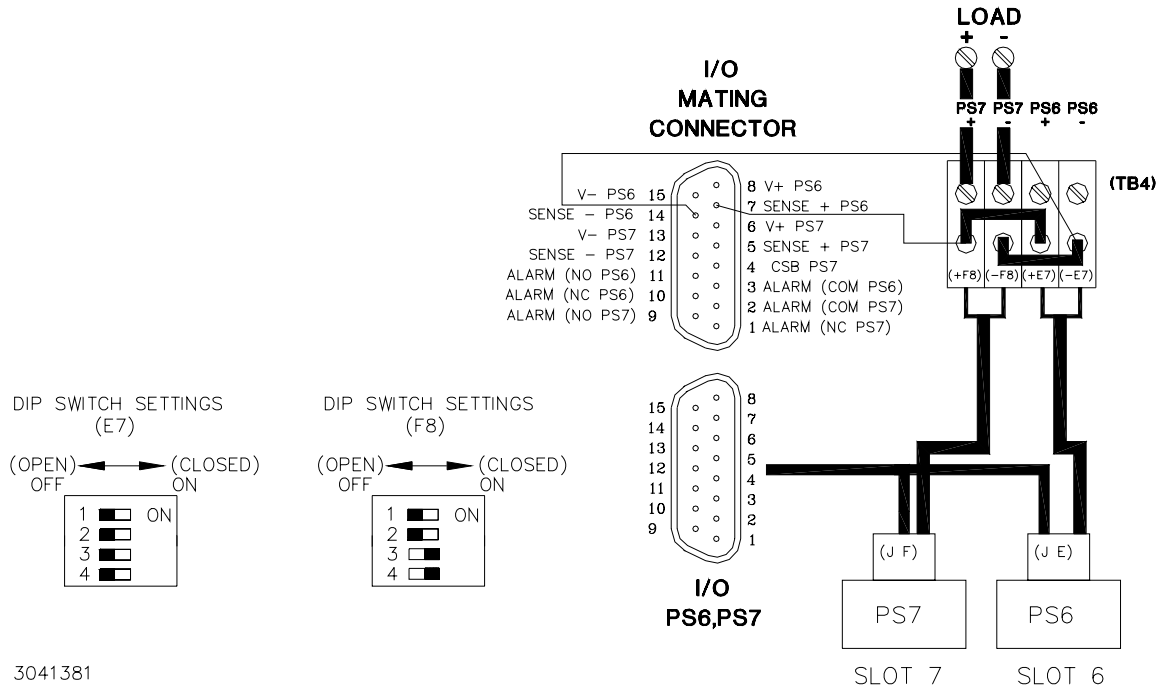 LOAD
+ -
PS7 PS7 PS6 PS6
+ - + -
(TB4)
(+F8) (-F8) (+E7) (-E7)
I/O
MATING
CONNECTOR
V- PS6 15
SENSE - PS6 14
V- PS7 13
SENSE - PS7 12
ALARM (NO PS6) 11
ALARM (NC PS6) 10
ALARM (NO PS7) 9
8 V+ PS6
7 SENSE + PS6
6 V+ PS7
5 SENSE + PS7
4 CSB PS7
3 ALARM (COM PS6)
2 ALARM (COM PS7)
1 ALARM (NC PS7)
15
14
13
12
11
10
9
8
7
6
5
4
3
2
1
I/O
PS6,PS7
DIP SWITCH SETTINGS
(E7)
(OPEN) (CLOSED)
OFF ON
1 ON
2
3
4
DIP SWITCH SETTINGS
(F8)
(OPEN) (CLOSED)
OFF ON
1 ON
2
3
4
(J F)
PS7
SLOT 7
(J E)
PS6
SLOT 6
3041381